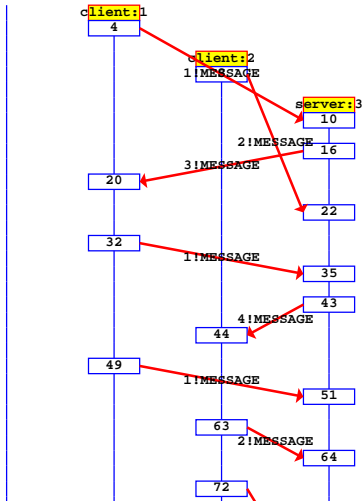 client:1
4
client:2
1!MESSAGE
server:3
10
2!MESSAGE
16
3!MESSAGE
20
22
32
1!MESSAGE
35
43
4!MESSAGE
44
49
1!MESSAGE
51
63
2!MESSAGE
64
72